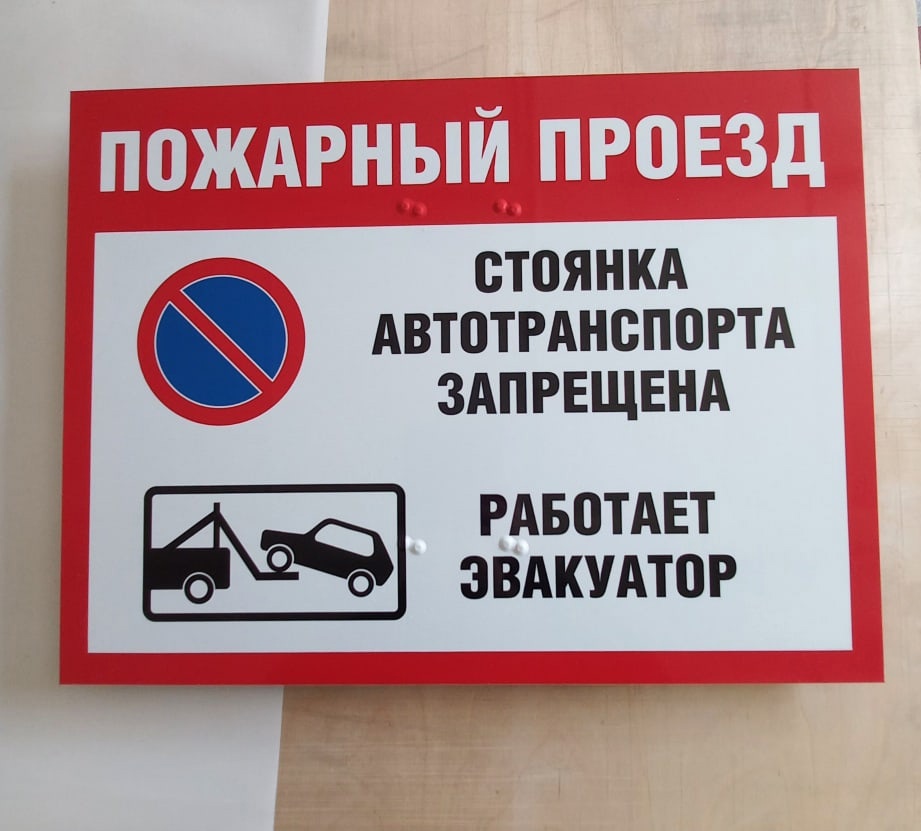 ПОЖАРНЫЙ ПРОЕЗД
СТОЯНКА
АВТОТРАНСПОРТА
ЗАПРЕЩЕНА
РАБОТАЕТ
ЭВАКУАТОР